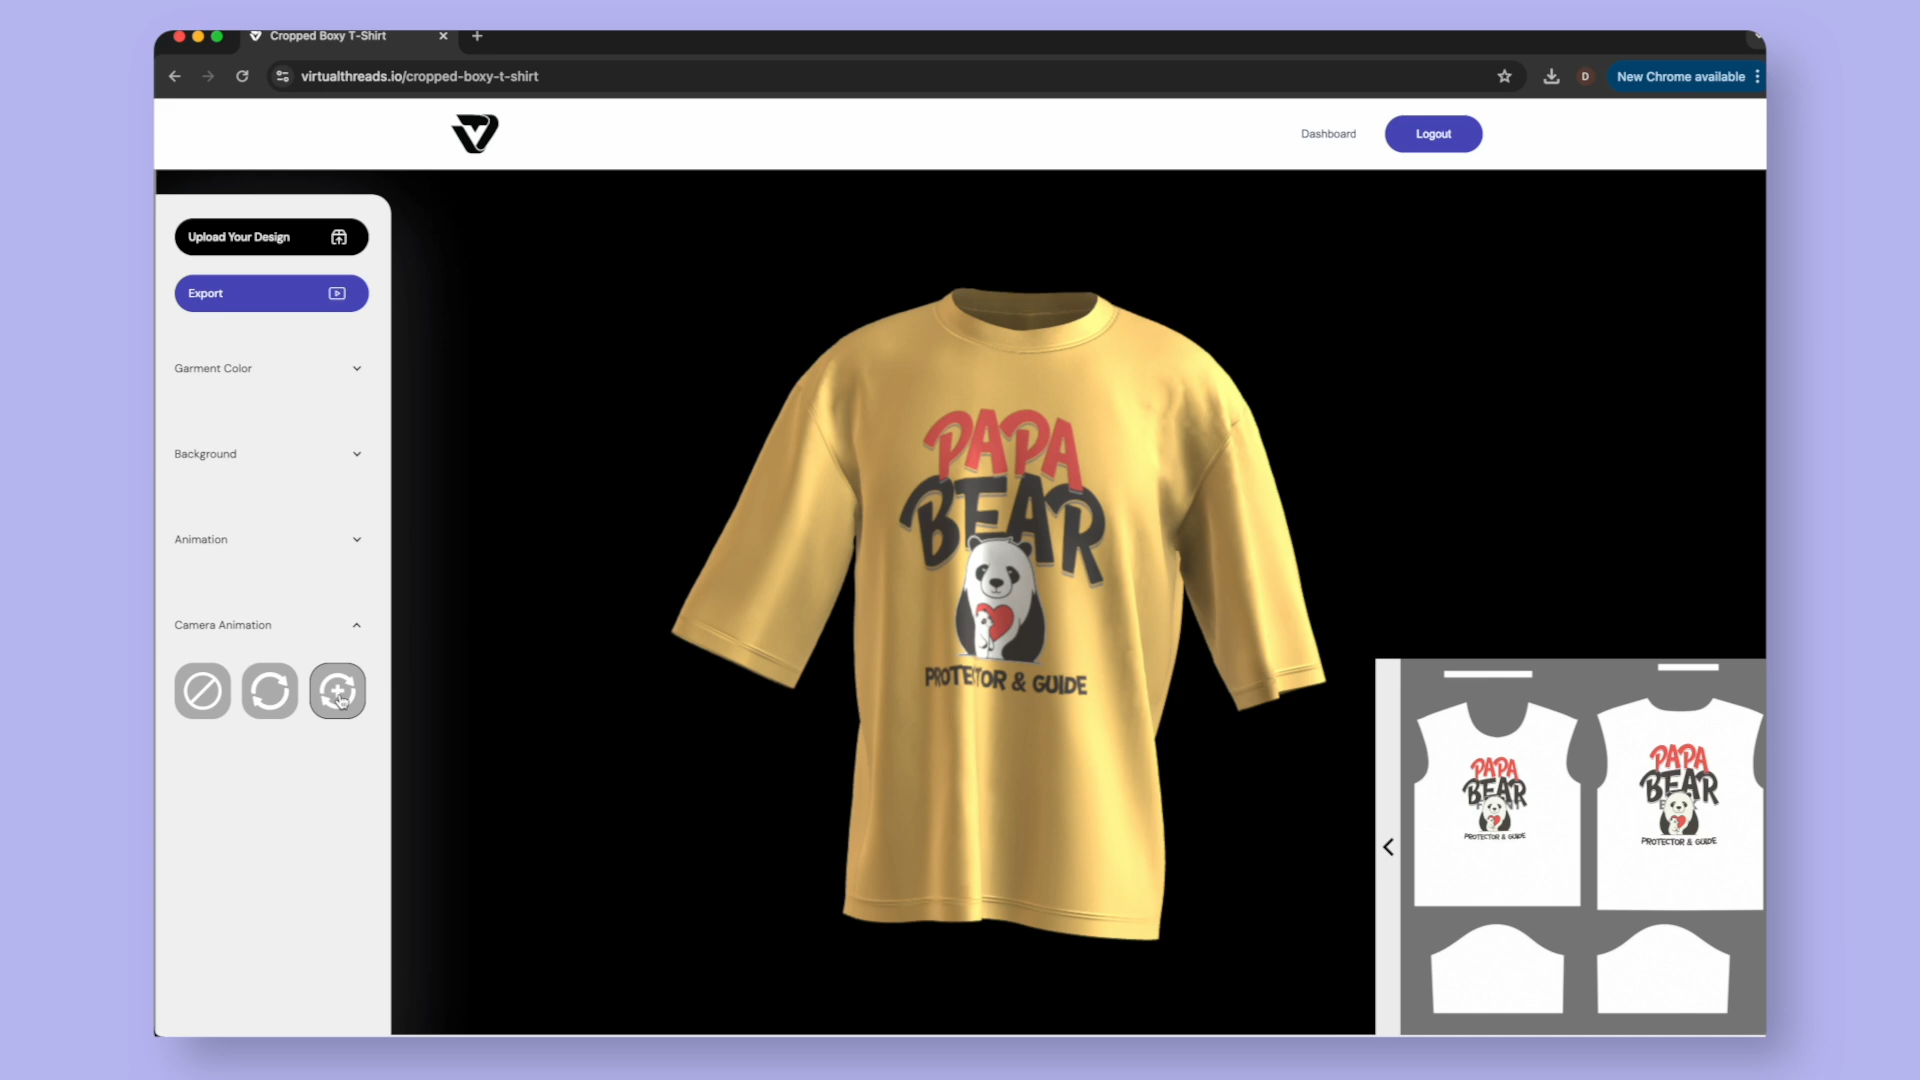 Cropped Boxy T-Shirt
virtualthreads.io/cropped-boxy-t-shirt
D
New Chrome available
Dashboard
Logout
Upload Your Design
Export
Garment Color
Background
Animation
Camera Animation
PAPA
BEAR
PROTECTOR & GUIDE
PAPA
BEAR
PROTECTOR & GUIDE
PAPA
BEAR
PROTECTOR & GUIDE